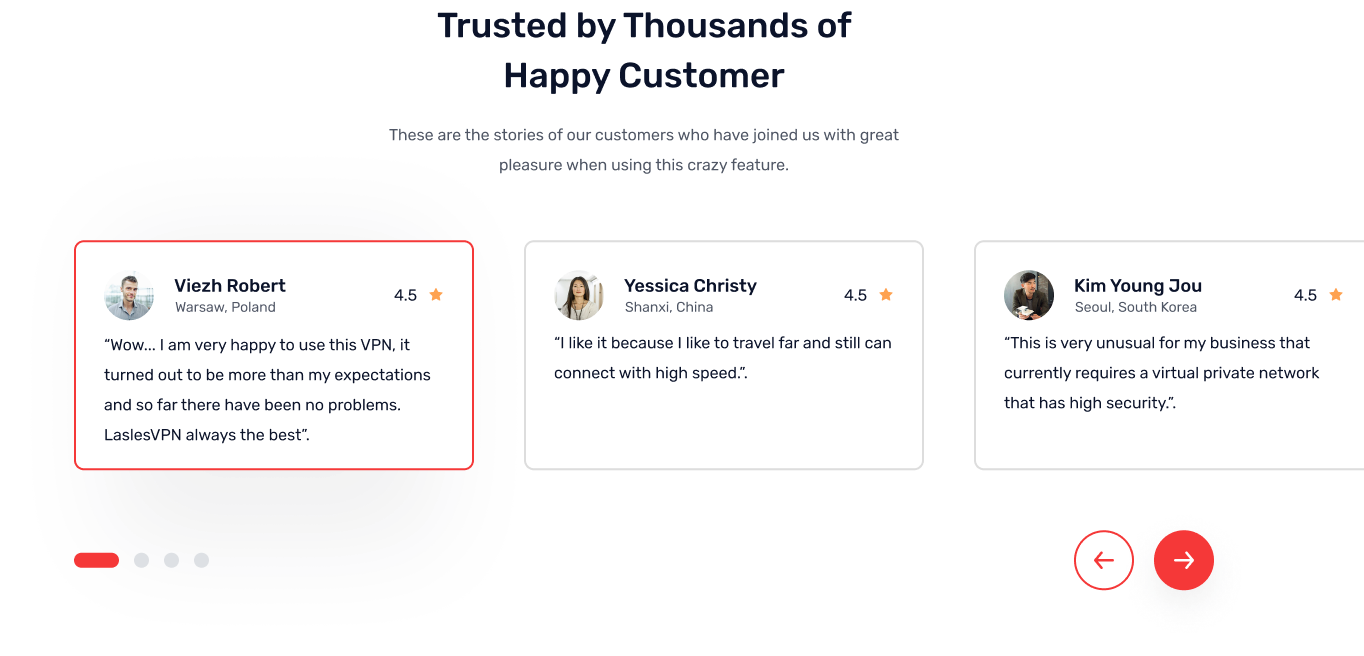 Trusted by Thousands of
Happy Customer
These are the stories of our customers who have joined us with great
pleasure when using this crazy feature.
Viezh Robert
Warsaw, Poland
4.5
“Wow... I am very happy to use this VPN, it
turned out to be more than my expectations
and so far there have been no problems.
LaslesVPN always the best”.
Yessica Christy
Shanxi, China
4.5
“I like it because I like to travel far and still can
connect with high speed.”.
Kim Young Jou
Seoul, South Korea
4.5
“This is very unusual for my business that
currently requires a virtual private network
that has high security.”.